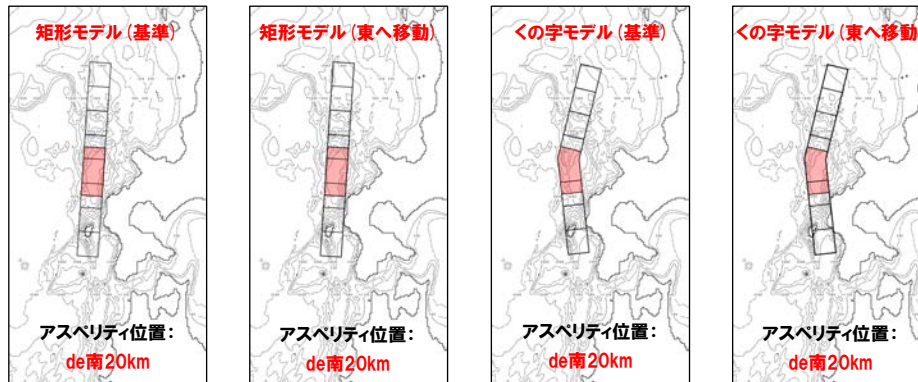 矩形モデル(基準)
アスペリティ位置:
de南20km
矩形モデル(東へ移動)
アスペリティ位置:
de南20km
くの字モデル(基準)
アスペリティ位置:
de南20km
くの字モデル(東へ移動
アスペリティ位置:
de南20km